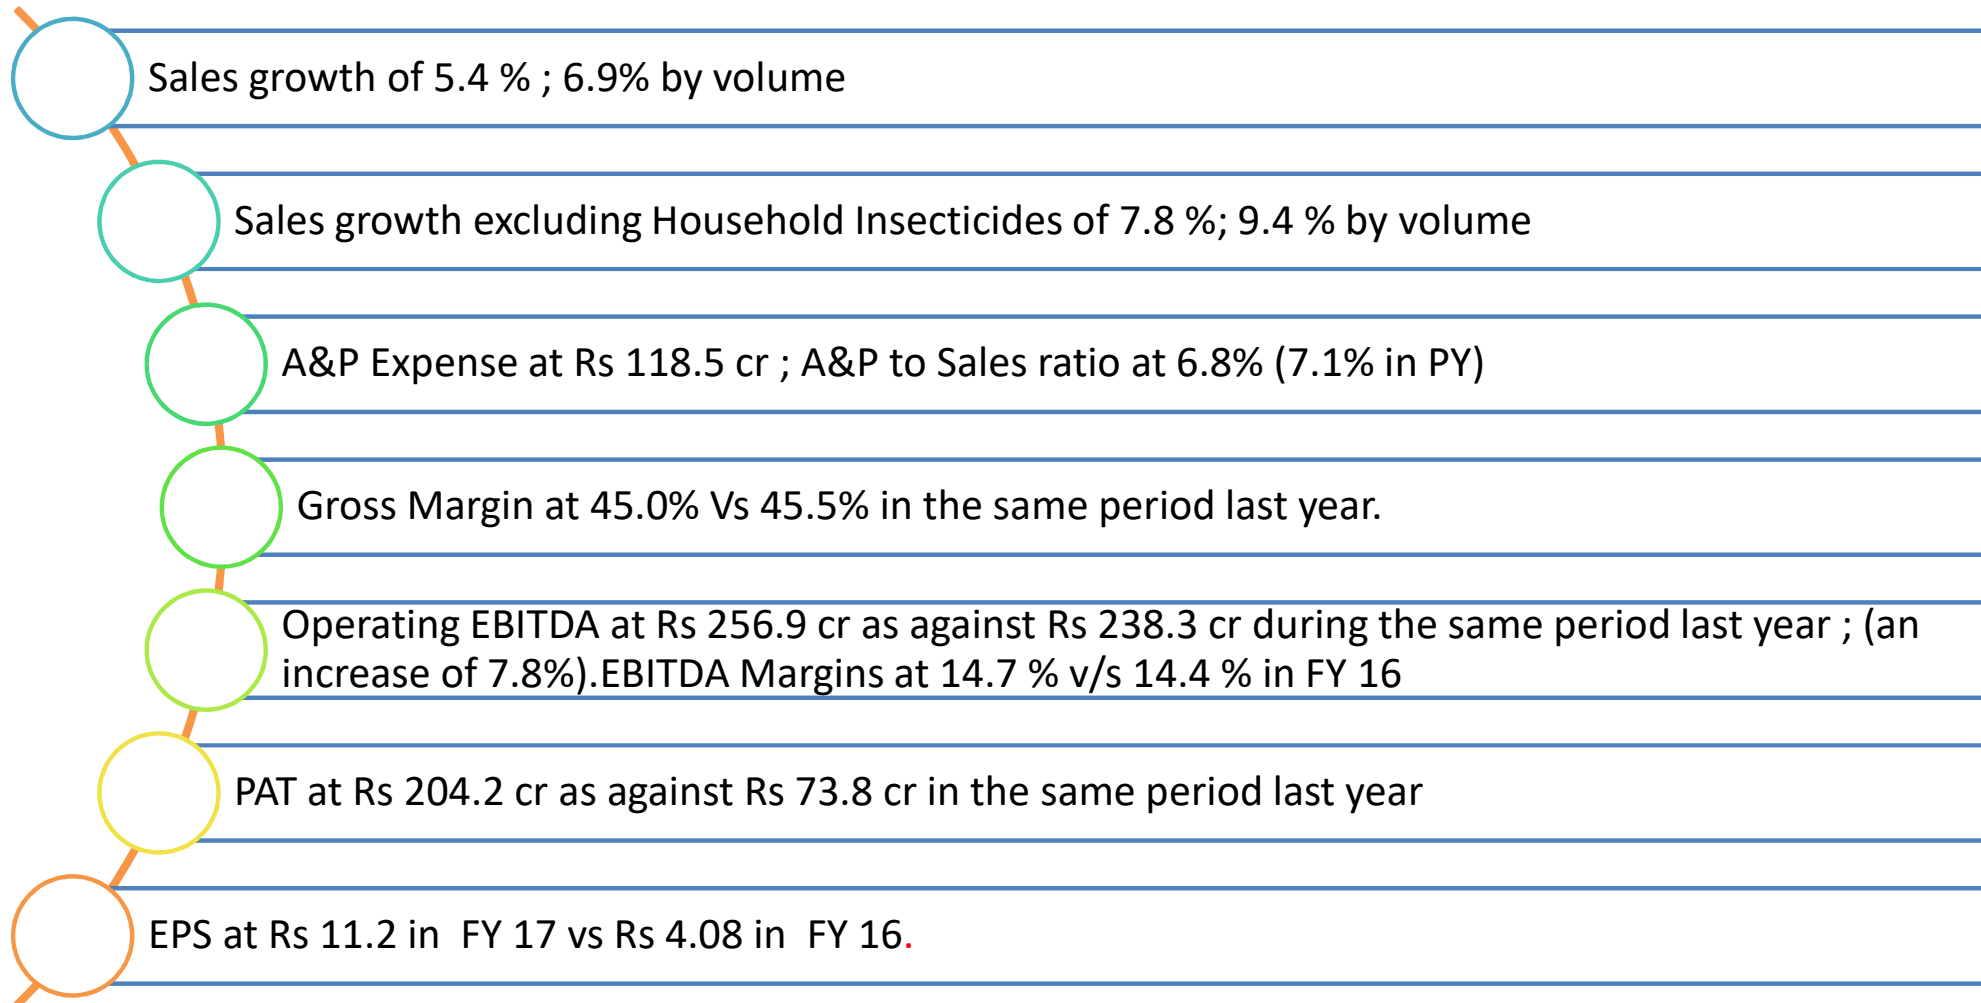 Sales growth of 5.4 % ; 6.9% by volume
Sales growth excluding Household Insecticides of 7.8 %; 9.4 % by volume
A&P Expense at Rs 118.5 cr ; A&P to Sales ratio at 6.8% (7.1% in PY)
Gross Margin at 45.0% Vs 45.5% in the same period last year.
Operating EBITDA at Rs 256.9 cr as against Rs 238.3 cr during the same period last year ; (an
increase of 7.8%).EBITDA Margins at 14.7 % v/s 14.4 % in FY 16
PAT at Rs 204.2 cr as against Rs 73.8 cr in the same period last year
EPS at Rs 11.2 in  FY 17 vs Rs 4.08 in  FY 16.